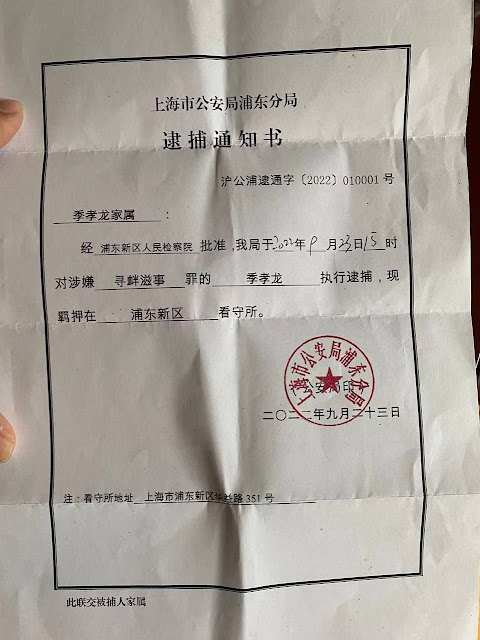 上海市公安局浦东分局
逮捕通知书
沪公浦逮通字〔2022〕010001号
季孝龙家属：
经 浦东新区人民检察院 批准，我局于2022年9月23日15时
对涉嫌 寻衅滋事 罪的 季孝龙 执行逮捕，现
羁押在 浦东新区 看守所。
上海市公安局浦东分局
公安局印
二〇二二年九月二十三日
注：看守所地址 上海市浦东新区华益路351号
此联交被捕人家属